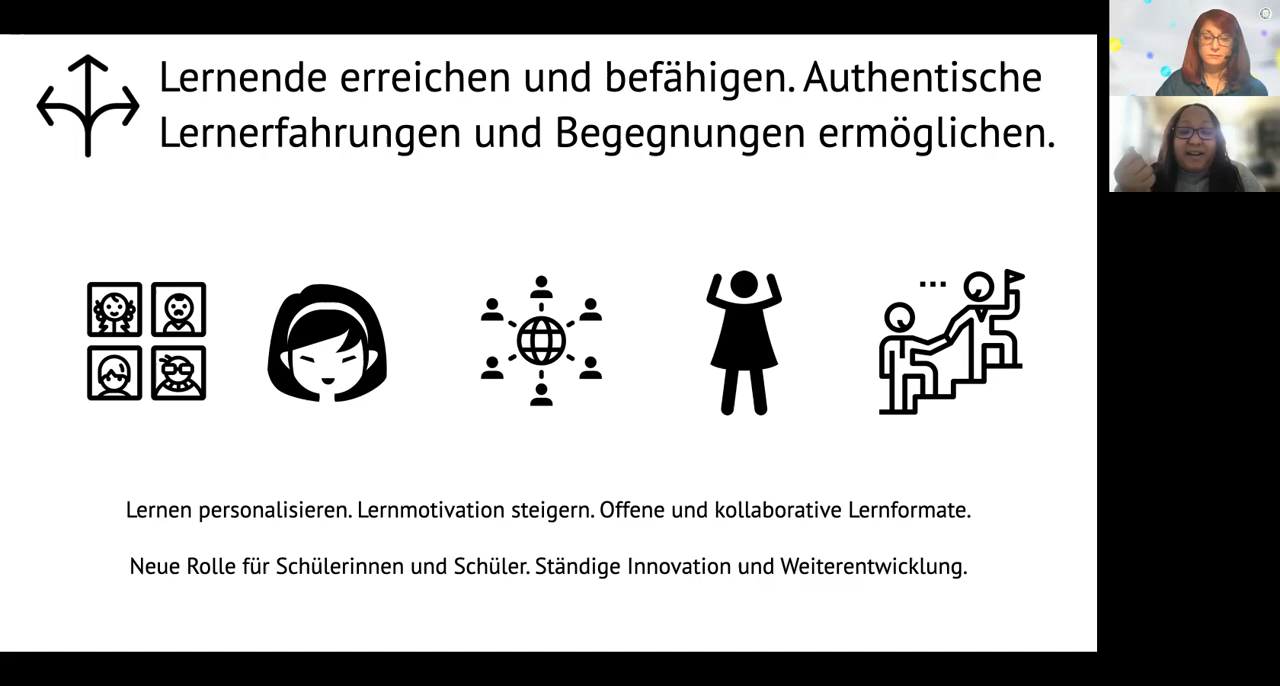 Lernende erreichen und befähigen. Authentische
Lernerfahrungen und Begegnungen ermöglichen.
Lernen personalisieren. Lernmotivation steigern. Offene und kollaborative Lernformate.
Neue Rolle für Schülerinnen und Schüler. Ständige Innovation und Weiterentwicklung.